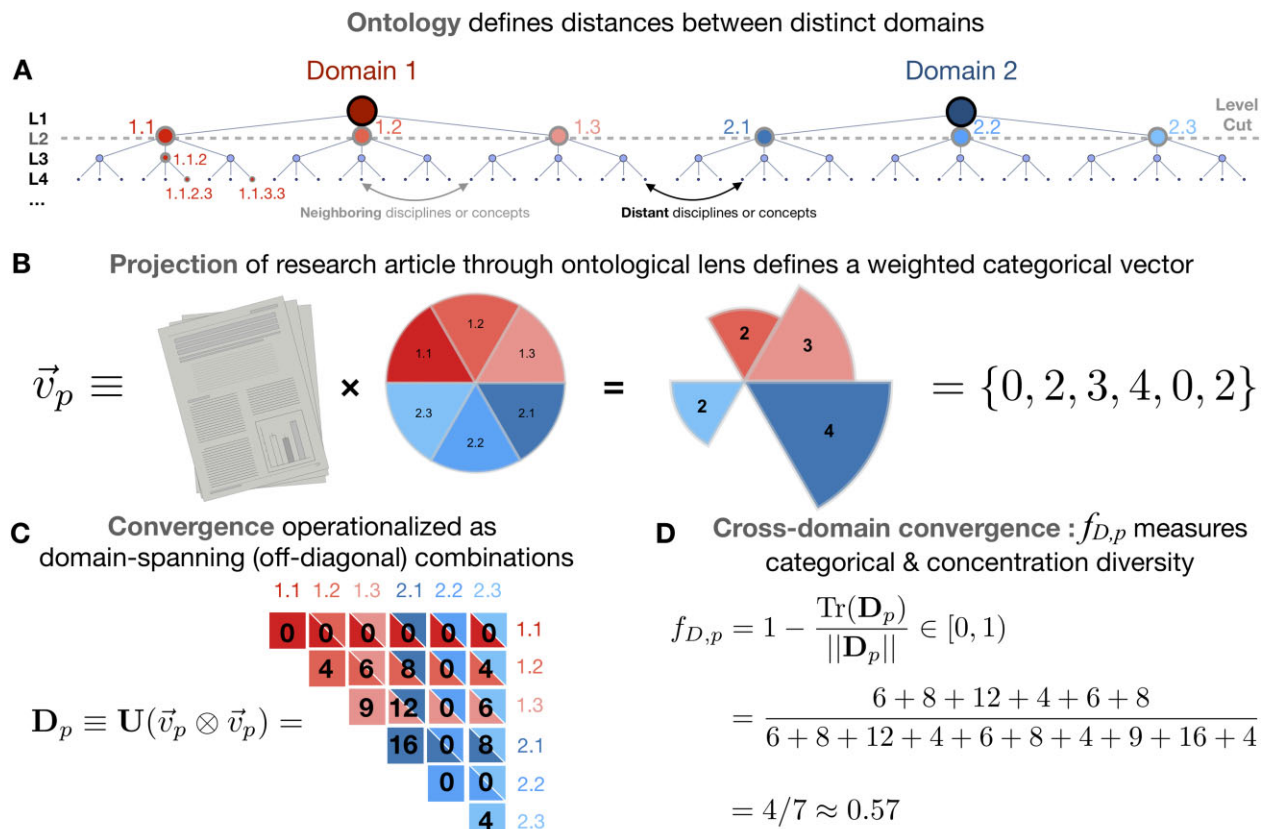 Ontology defines distances between distinct domains
A
Domain 1
Domain 2
L1
L2
L3
L4
...
Level
Cut
1.1
1.2
1.3
2.1
2.2
2.3
1.1.2
1.1.2.3
1.1.3.3
Neighboring disciplines or concepts
Distant disciplines or concepts
B
Projection of research article through ontological lens defines a weighted categorical vector
v⃗_p ≡
×
1.1
1.2
1.3
2.3
2.2
2.1
=
2
3
2
4
= {0, 2, 3, 4, 0, 2}
C
Convergence operationalized as
domain-spanning (off-diagonal) combinations
1.1 1.2 1.3 2.1 2.2 2.3
0 0 0 0 0 0 1.1
4 6 8 0 4 1.2
9 12 0 6 1.3
D_p ≡ U(v⃗_p ⊗ v⃗_p) =
16 0 8 2.1
0 0 2.2
4 2.3
D
Cross-domain convergence : f_{D,p} measures
categorical & concentration diversity
f_{D,p} = 1 − Tr(D_p) / ||D_p|| ∈ [0, 1)
= 6 + 8 + 12 + 4 + 6 + 8
6 + 8 + 12 + 4 + 6 + 8 + 4 + 9 + 16 + 4
= 4/7 ≈ 0.57